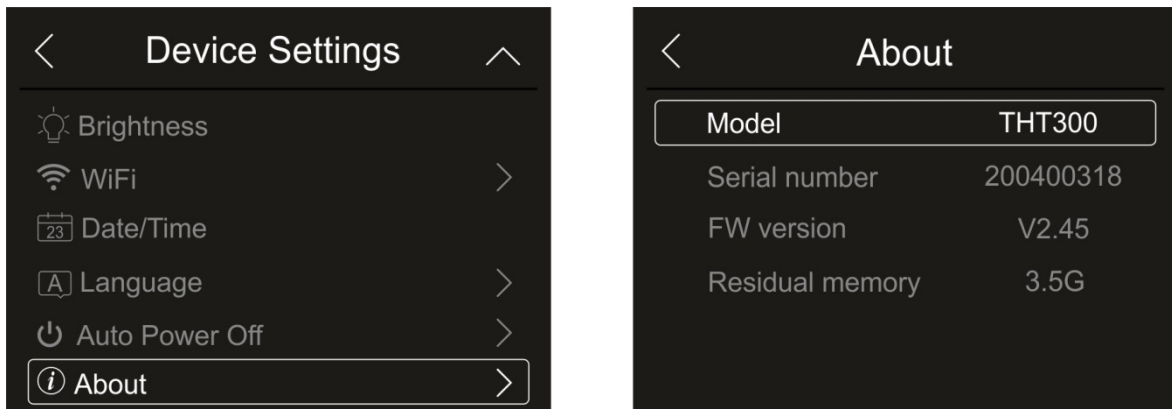 Device Settings
Brightness
WiFi
23 Date/Time
A Language
Auto Power Off
i About
About
Model THT300
Serial number 200400318
FW version V2.45
Residual memory 3.5G